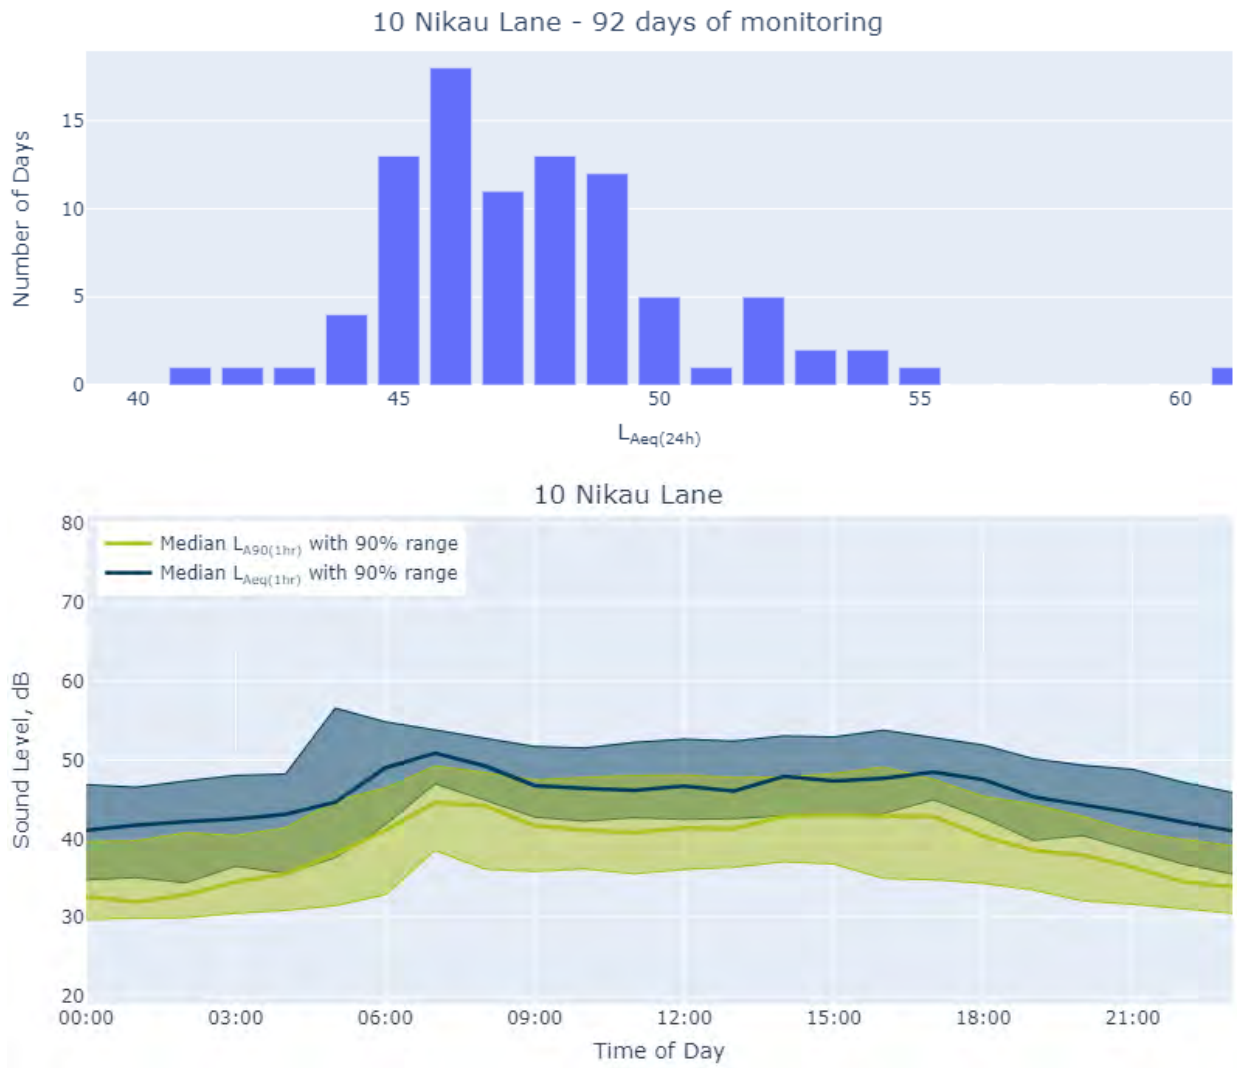 10 Nikau Lane - 92 days of monitoring
Number of Days
15
10
5
0
40 45 50 55 60
LAeq(24h)
10 Nikau Lane
Median LA90(1hr) with 90% range
Median LAeq(1hr) with 90% range
Sound Level, dB
80
70
60
50
40
30
20
00:00 03:00 06:00 09:00 12:00 15:00 18:00 21:00
Time of Day